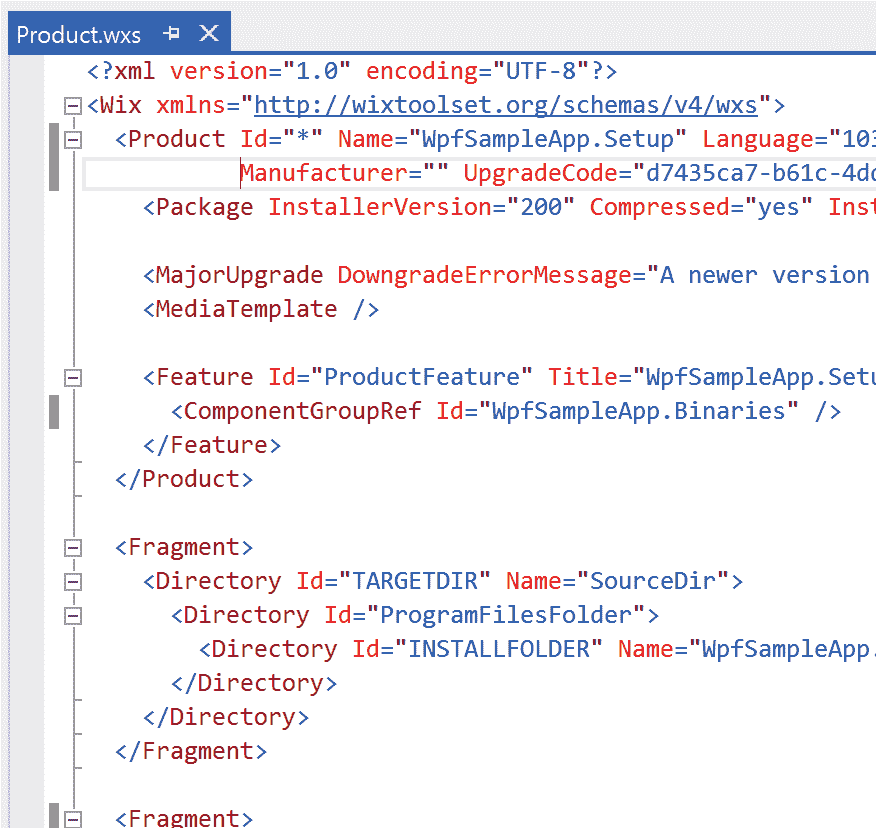 Product.wxs
<?xml version="1.0" encoding="UTF-8"?>
<Wix xmlns="http://wixtoolset.org/schemas/v4/wxs">
<Product Id="*" Name="WpfSampleApp.Setup" Language="103
Manufacturer="" UpgradeCode="d7435ca7-b61c-4dd
<Package InstallerVersion="200" Compressed="yes" Inst
<MajorUpgrade DowngradeErrorMessage="A newer version
<MediaTemplate />
<Feature Id="ProductFeature" Title="WpfSampleApp.Setu
<ComponentGroupRef Id="WpfSampleApp.Binaries" />
</Feature>
</Product>
<Fragment>
<Directory Id="TARGETDIR" Name="SourceDir">
<Directory Id="ProgramFilesFolder">
<Directory Id="INSTALLFOLDER" Name="WpfSampleApp.
</Directory>
</Directory>
</Fragment>
<Fragment>